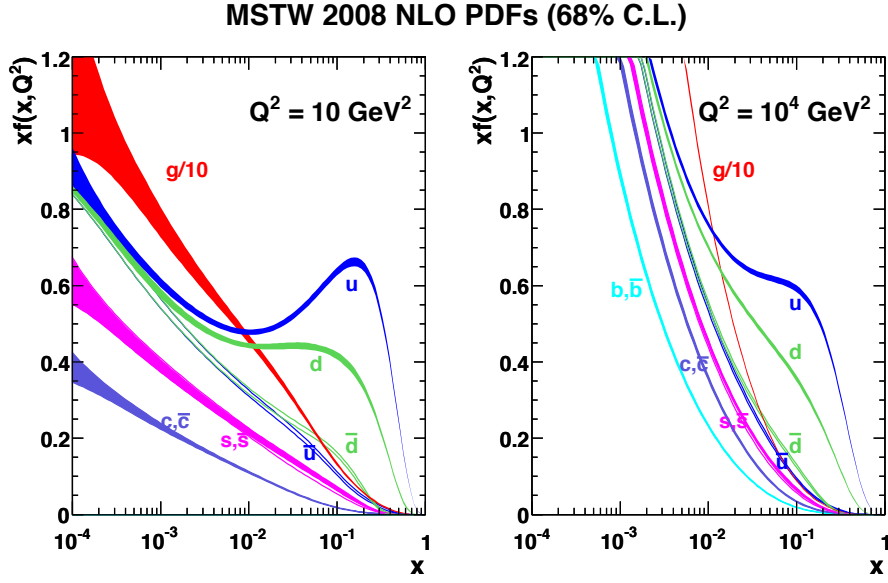 MSTW 2008 NLO PDFs (68% C.L.)
xf(x,Q²)
1.2
1
0.8
0.6
0.4
0.2
0
Q² = 10 GeV²
g/10
u
d
c,c̅
s,s̅
u̅
d̅
10⁻⁴
10⁻³
10⁻²
10⁻¹
1
x
xf(x,Q²)
1.2
1
0.8
0.6
0.4
0.2
0
Q² = 10⁴ GeV²
g/10
b,b̅
u
d
c,c̅
s,s̅
d̅
u̅
10⁻⁴
10⁻³
10⁻²
10⁻¹
1
x